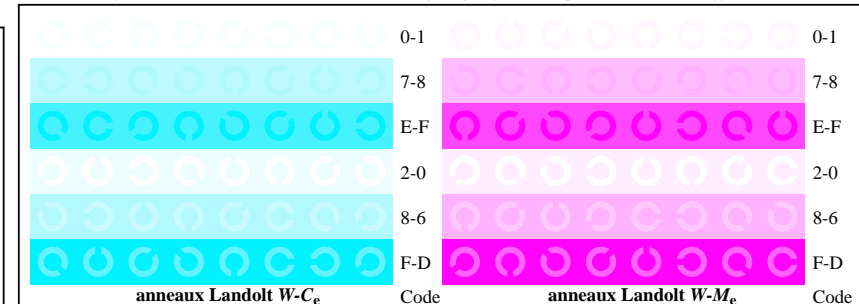 0-1 0-1
7-8 7-8
E-F E-F
2-0 2-0
8-6 8-6
F-D F-D
anneaux Landolt W-Ce Code anneaux Landolt W-Me Code